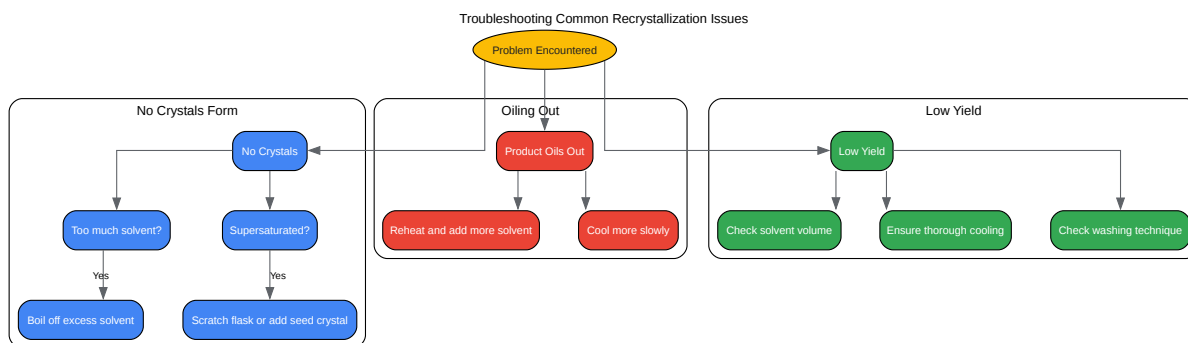 Troubleshooting Common Recrystallization Issues
Problem Encountered
No Crystals Form
Oiling Out
Low Yield
No Crystals
Product Oils Out
Low Yield
Too much solvent?
Supersaturated?
Reheat and add more solvent
Cool more slowly
Check solvent volume
Ensure thorough cooling
Check washing technique
Yes
Yes
Boil off excess solvent
Scratch flask or add seed crystal